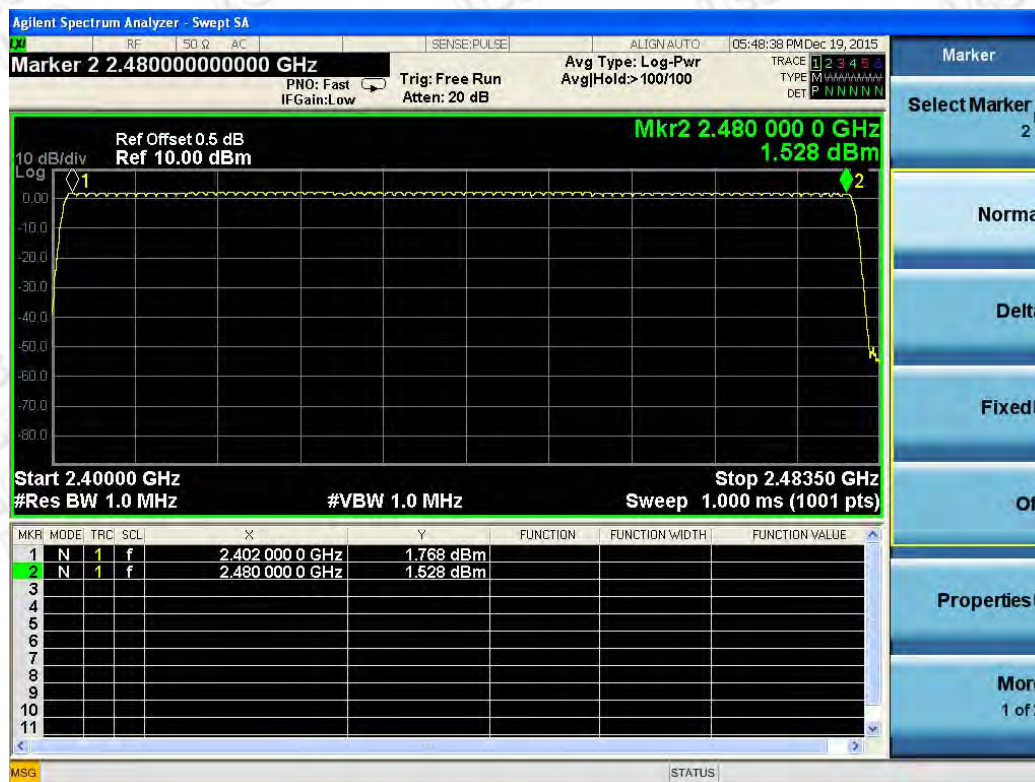 Agilent Spectrum Analyzer - Swept SA
LXI RF 50 Ω AC SENSE:PULSE ALIGN AUTO 05:48:38 PM Dec 19, 2015
Marker 2 2.480000000000 GHz
PNO: Fast
IFGain:Low
Trig: Free Run
Atten: 20 dB
Avg Type: Log-Pwr
Avg|Hold:> 100/100
TRACE 1 2 3 4 5 6
TYPE M
DET P N N N N N
Ref Offset 0.5 dB
10 dB/div Ref 10.00 dBm
Log
Mkr2 2.480 000 0 GHz
1.528 dBm
1
2
0.00
-10.0
-20.0
-30.0
-40.0
-50.0
-60.0
-70.0
-80.0
Start 2.40000 GHz Stop 2.48350 GHz
#Res BW 1.0 MHz #VBW 1.0 MHz Sweep 1.000 ms (1001 pts)
MKR MODE TRC SCL X Y FUNCTION FUNCTION WIDTH FUNCTION VALUE
1 N 1 f 2.402 000 0 GHz 1.768 dBm
2 N 1 f 2.480 000 0 GHz 1.528 dBm
3
4
5
6
7
8
9
10
11
MSG STATUS
Marker
Select Marker
2
Norma
Delt
Fixed
Of
Properties
Mor
1 of